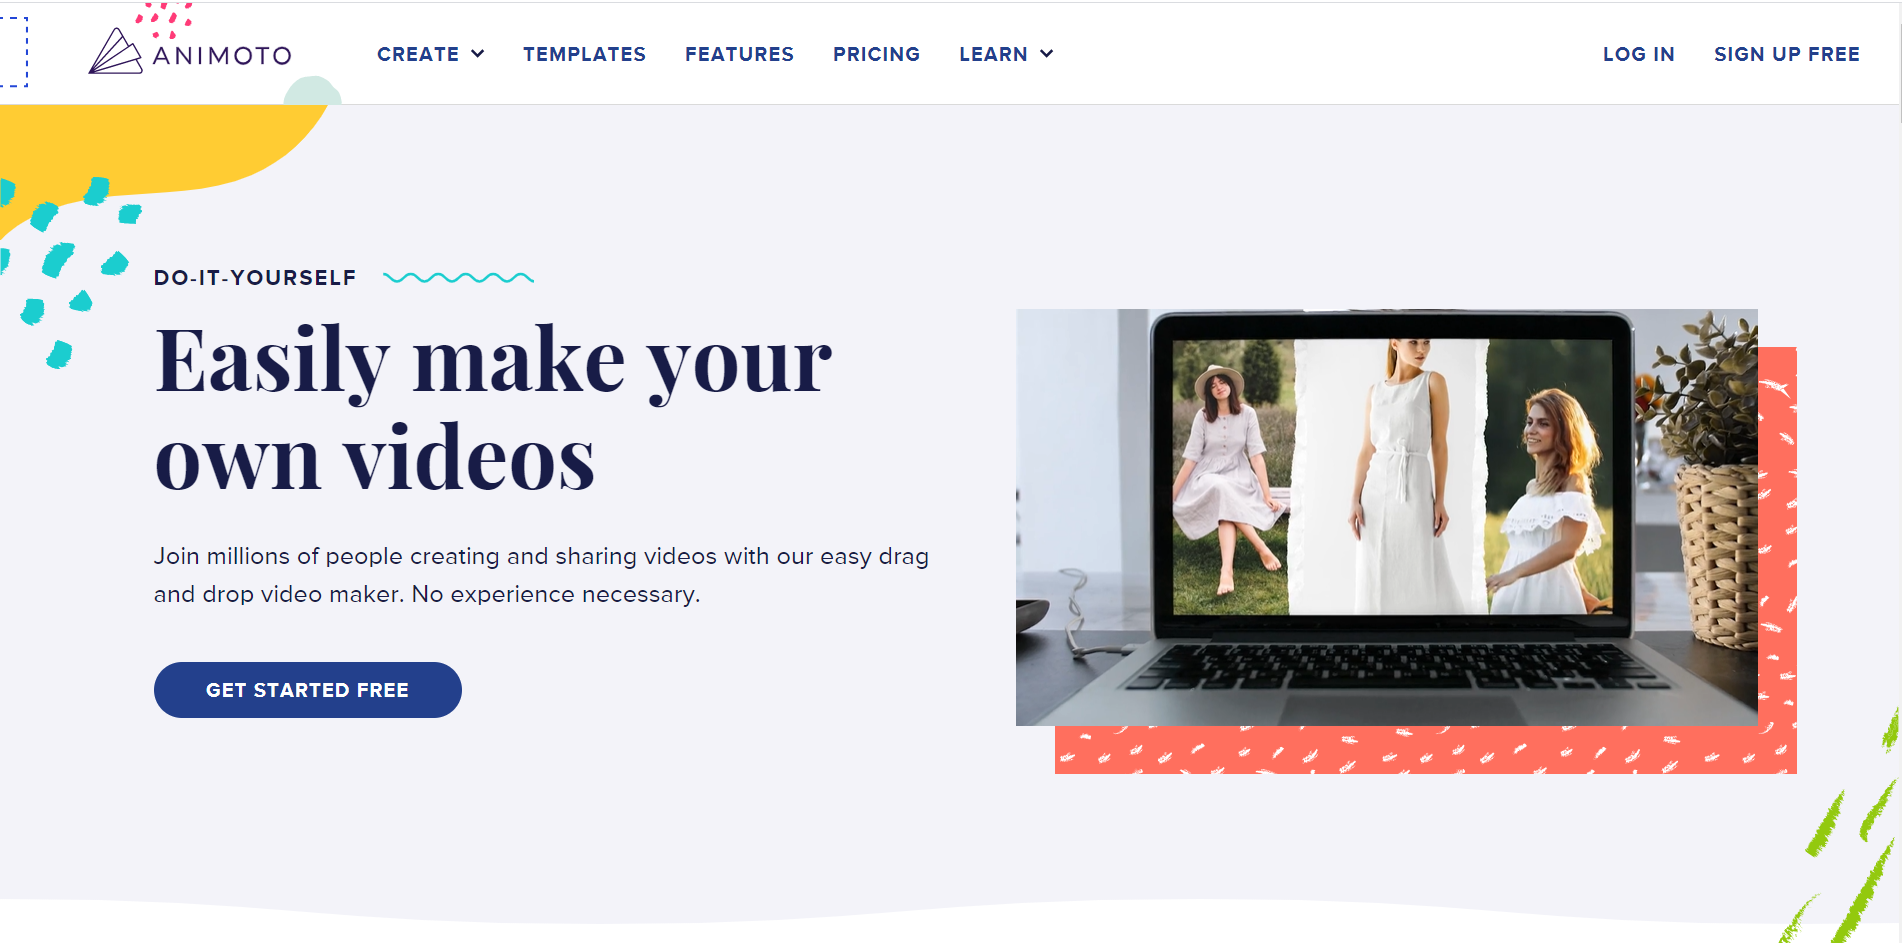 ANIMOTO
CREATE
TEMPLATES
FEATURES
PRICING
LEARN
LOG IN
SIGN UP FREE
DO-IT-YOURSELF
Easily make your
own videos
Join millions of people creating and sharing videos with our easy drag
and drop video maker. No experience necessary.
GET STARTED FREE